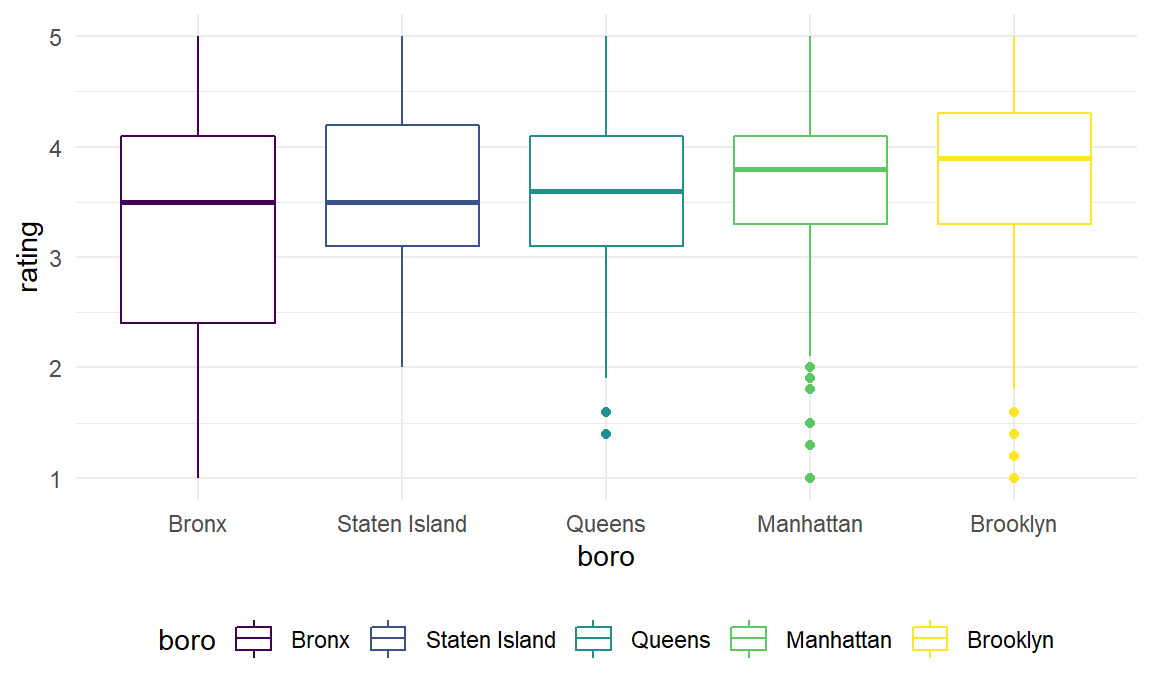 5
4
3
2
1
rating
Bronx Staten Island Queens Manhattan Brooklyn
boro
boro Bronx Staten Island Queens Manhattan Brooklyn